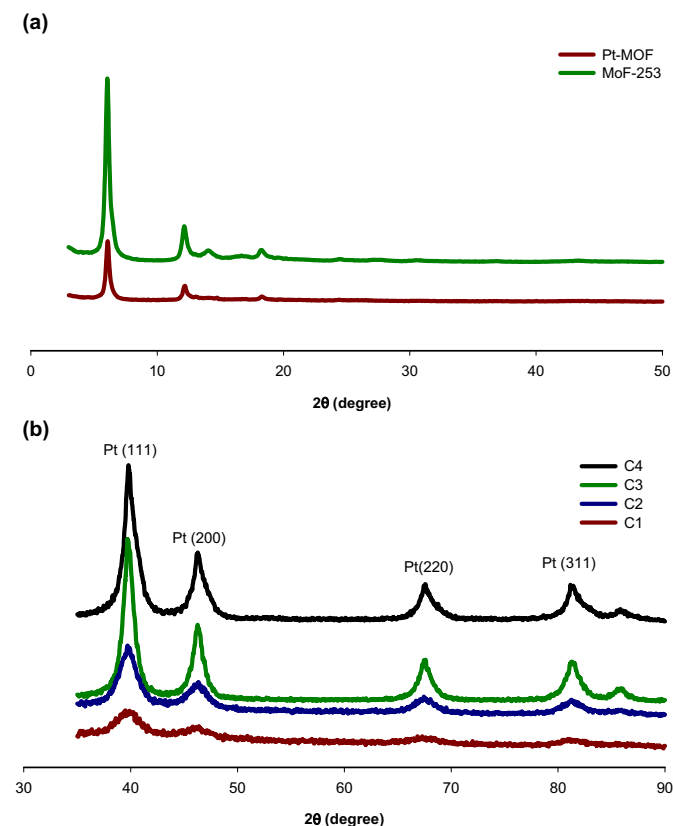 (a)
Pt-MOF
MoF-253
0 10 20 30 40 50
2θ (degree)
(b)
Pt (111)
C4
C3
C2
C1
Pt (200)
Pt(220)
Pt (311)
30 40 50 60 70 80 90
2θ (degree)